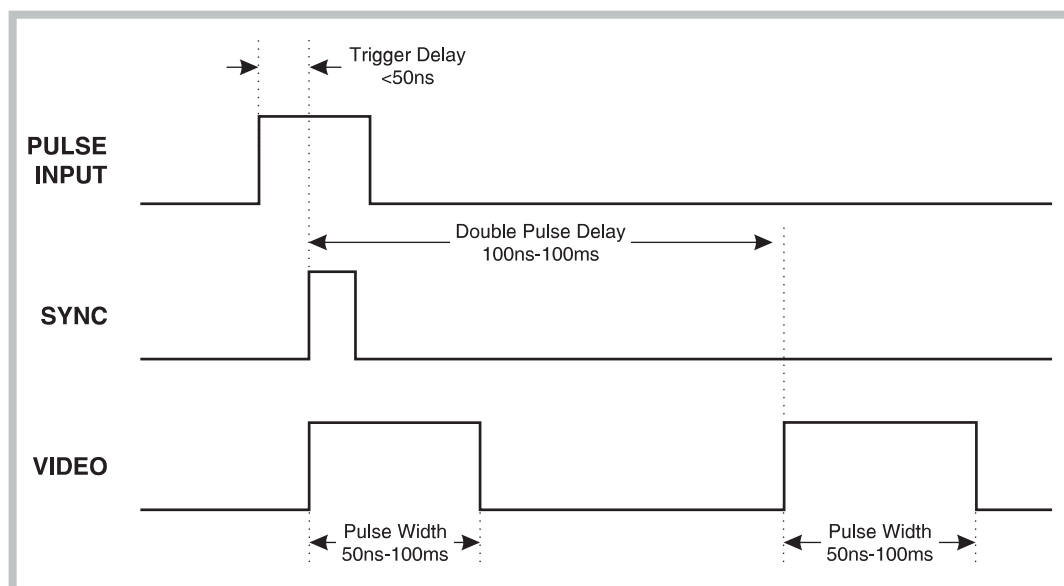 Trigger Delay
<50ns
PULSE
INPUT
Double Pulse Delay
100ns-100ms
SYNC
VIDEO
Pulse Width
50ns-100ms
Pulse Width
50ns-100ms